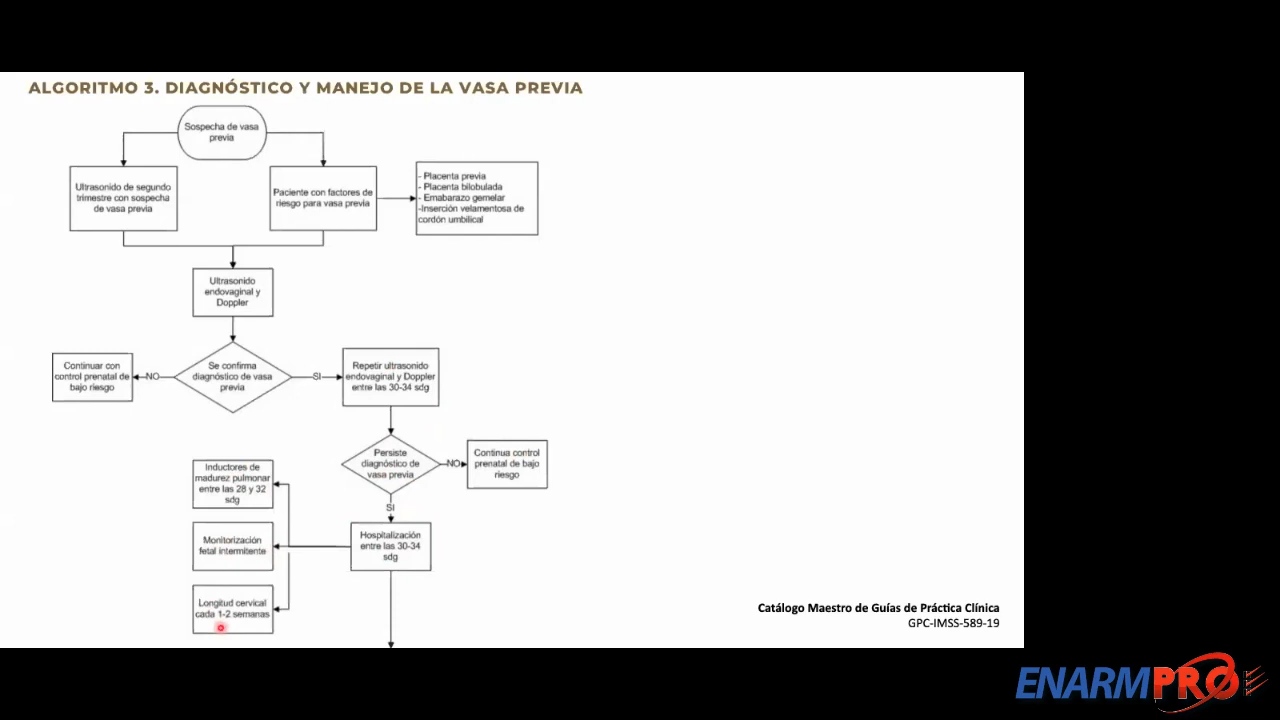 ALGORITMO 3. DIAGNÓSTICO Y MANEJO DE LA VASA PREVIA
Sospecha de vasa
previa
Ultrasonido de segundo
trimestre con sospecha
de vasa previa
Paciente con factores de
riesgo para vasa previa
- Placenta previa
- Placenta bilobulada
- Emabarazo gemelar
-Inserción velamentosa de
cordón umbilical
Ultrasonido
endovaginal y
Doppler
Continuar con
control prenatal de
bajo riesgo
NO
Se confirma
diagnóstico de vasa
previa
SI
Repetir ultrasonido
endovaginal y Doppler
entre las 30-34 sdg
Persiste
diagnóstico de
vasa previa
NO
Continua control
prenatal de bajo
riesgo
SI
Inductores de
madurez pulmonar
entre las 28 y 32
sdg
Monitorización
fetal intermitente
Hospitalización
entre las 30-34
sdg
Longitud cervical
cada 1-2 semanas
Catálogo Maestro de Guías de Práctica Clínica
GPC-IMSS-589-19
ENARMPRO